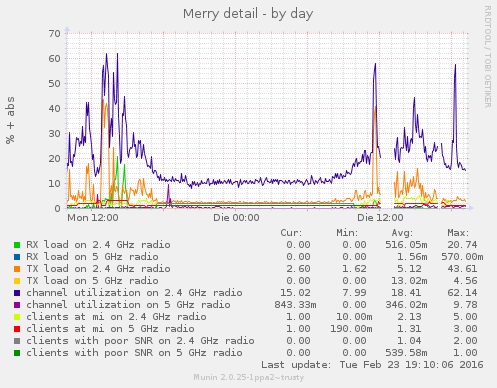 Merry detail - by day
RRDTOOL / TOBI OETIKER
% + abs
70
60
50
40
30
20
10
0
Mon 12:00 Die 00:00 Die 12:00
Cur: Min: Avg: Max:
RX load on 2.4 GHz radio 0.00 0.00 516.05m 20.74
RX load on 5 GHz radio 0.00 0.00 1.56m 570.00m
TX load on 2.4 GHz radio 2.60 1.62 5.12 43.61
TX load on 5 GHz radio 0.00 0.00 13.02m 4.56
channel utilization on 2.4 GHz radio 15.02 7.99 18.41 62.14
channel utilization on 5 GHz radio 843.33m 0.00 346.02m 9.78
clients at mi on 2.4 GHz radio 1.00 10.00m 2.13 5.00
clients at mi on 5 GHz radio 1.00 190.00m 1.31 3.00
clients with poor SNR on 2.4 GHz radio 0.00 0.00 1.04 2.00
clients with poor SNR on 5 GHz radio 0.00 0.00 539.58m 1.00
Last update: Tue Feb 23 19:10:06 2016
Munin 2.0.25-1ppa2~trusty